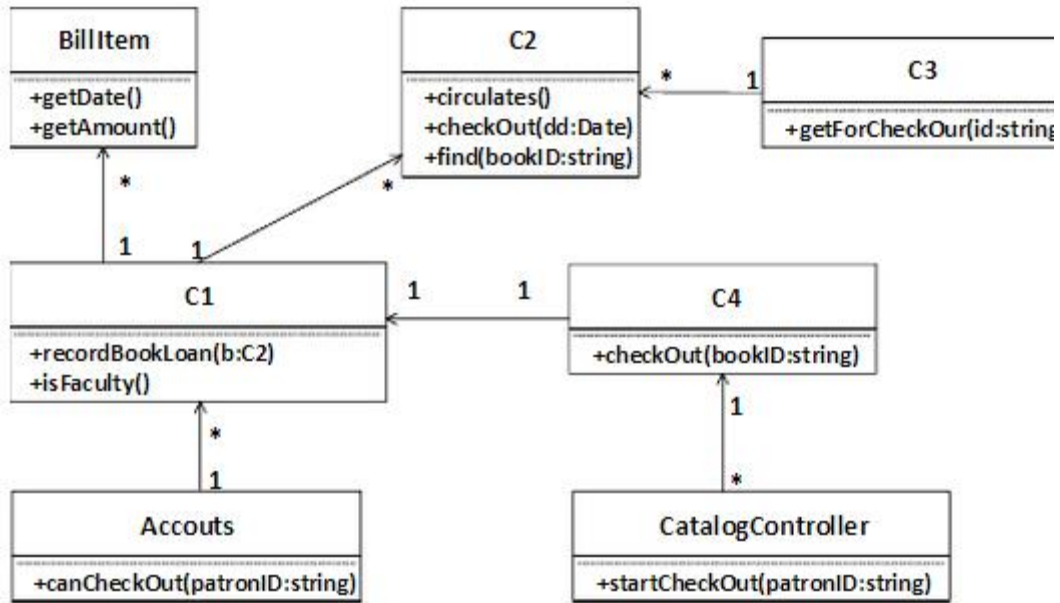 BillItem
+getDate()
+getAmount()
C2
+circulates()
+checkOut(dd:Date)
+find(bookID:string)
C3
+getForCheckOur(id:string
*
1
*
1
*
1
C1
+recordBookLoan(b:C2)
+isFaculty()
1
1
C4
+checkOut(bookID:string)
*
1
1
*
Accouts
+canCheckOut(patronID:string)
CatalogController
+startCheckOut(patronID:string)